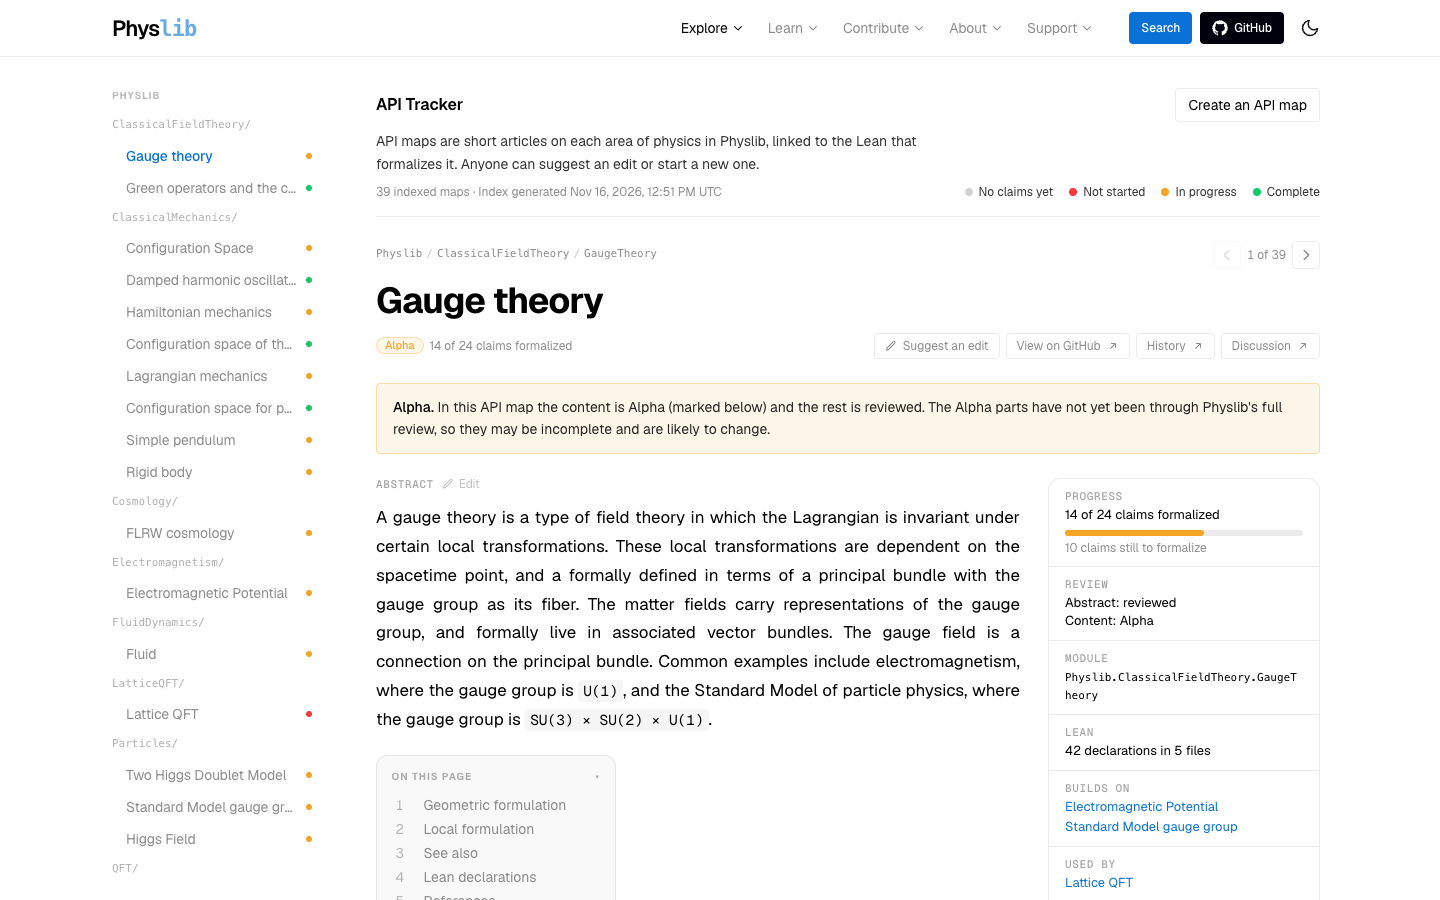 Physlib
Explore
Learn
Contribute
About
Support
Search
GitHub
PHYSLIB
ClassicalFieldTheory/
Gauge theory
Green operators and the c...
ClassicalMechanics/
Configuration Space
Damped harmonic oscillat...
Hamiltonian mechanics
Configuration space of th...
Lagrangian mechanics
Configuration space for p...
Simple pendulum
Rigid body
Cosmology/
FLRW cosmology
Electromagnetism/
Electromagnetic Potential
FluidDynamics/
Fluid
LatticeQFT/
Lattice QFT
Particles/
Two Higgs Doublet Model
Standard Model gauge gr...
Higgs Field
QFT/
API Tracker
Create an API map
API maps are short articles on each area of physics in Physlib, linked to the Lean that
formalizes it. Anyone can suggest an edit or start a new one.
39 indexed maps · Index generated Nov 16, 2026, 12:51 PM UTC
No claims yet
Not started
In progress
Complete
Physlib / ClassicalFieldTheory / GaugeTheory
1 of 39
Gauge theory
Alpha 14 of 24 claims formalized
Suggest an edit
View on GitHub ↗
History ↗
Discussion ↗
Alpha. In this API map the content is Alpha (marked below) and the rest is reviewed. The Alpha parts have not yet been through Physlib's full
review, so they may be incomplete and are likely to change.
ABSTRACT Edit
A gauge theory is a type of field theory in which the Lagrangian is invariant under
certain local transformations. These local transformations are dependent on the
spacetime point, and a formally defined in terms of a principal bundle with the
gauge group as its fiber. The matter fields carry representations of the gauge
group, and formally live in associated vector bundles. The gauge field is a
connection on the principal bundle. Common examples include electromagnetism,
where the gauge group is U(1), and the Standard Model of particle physics, where
the gauge group is SU(3) × SU(2) × U(1).
ON THIS PAGE
1 Geometric formulation
2 Local formulation
3 See also
4 Lean declarations
5 References
PROGRESS
14 of 24 claims formalized
10 claims still to formalize
REVIEW
Abstract: reviewed
Content: Alpha
MODULE
Physlib.ClassicalFieldTheory.GaugeT
heory
LEAN
42 declarations in 5 files
BUILDS ON
Electromagnetic Potential
Standard Model gauge group
USED BY
Lattice QFT